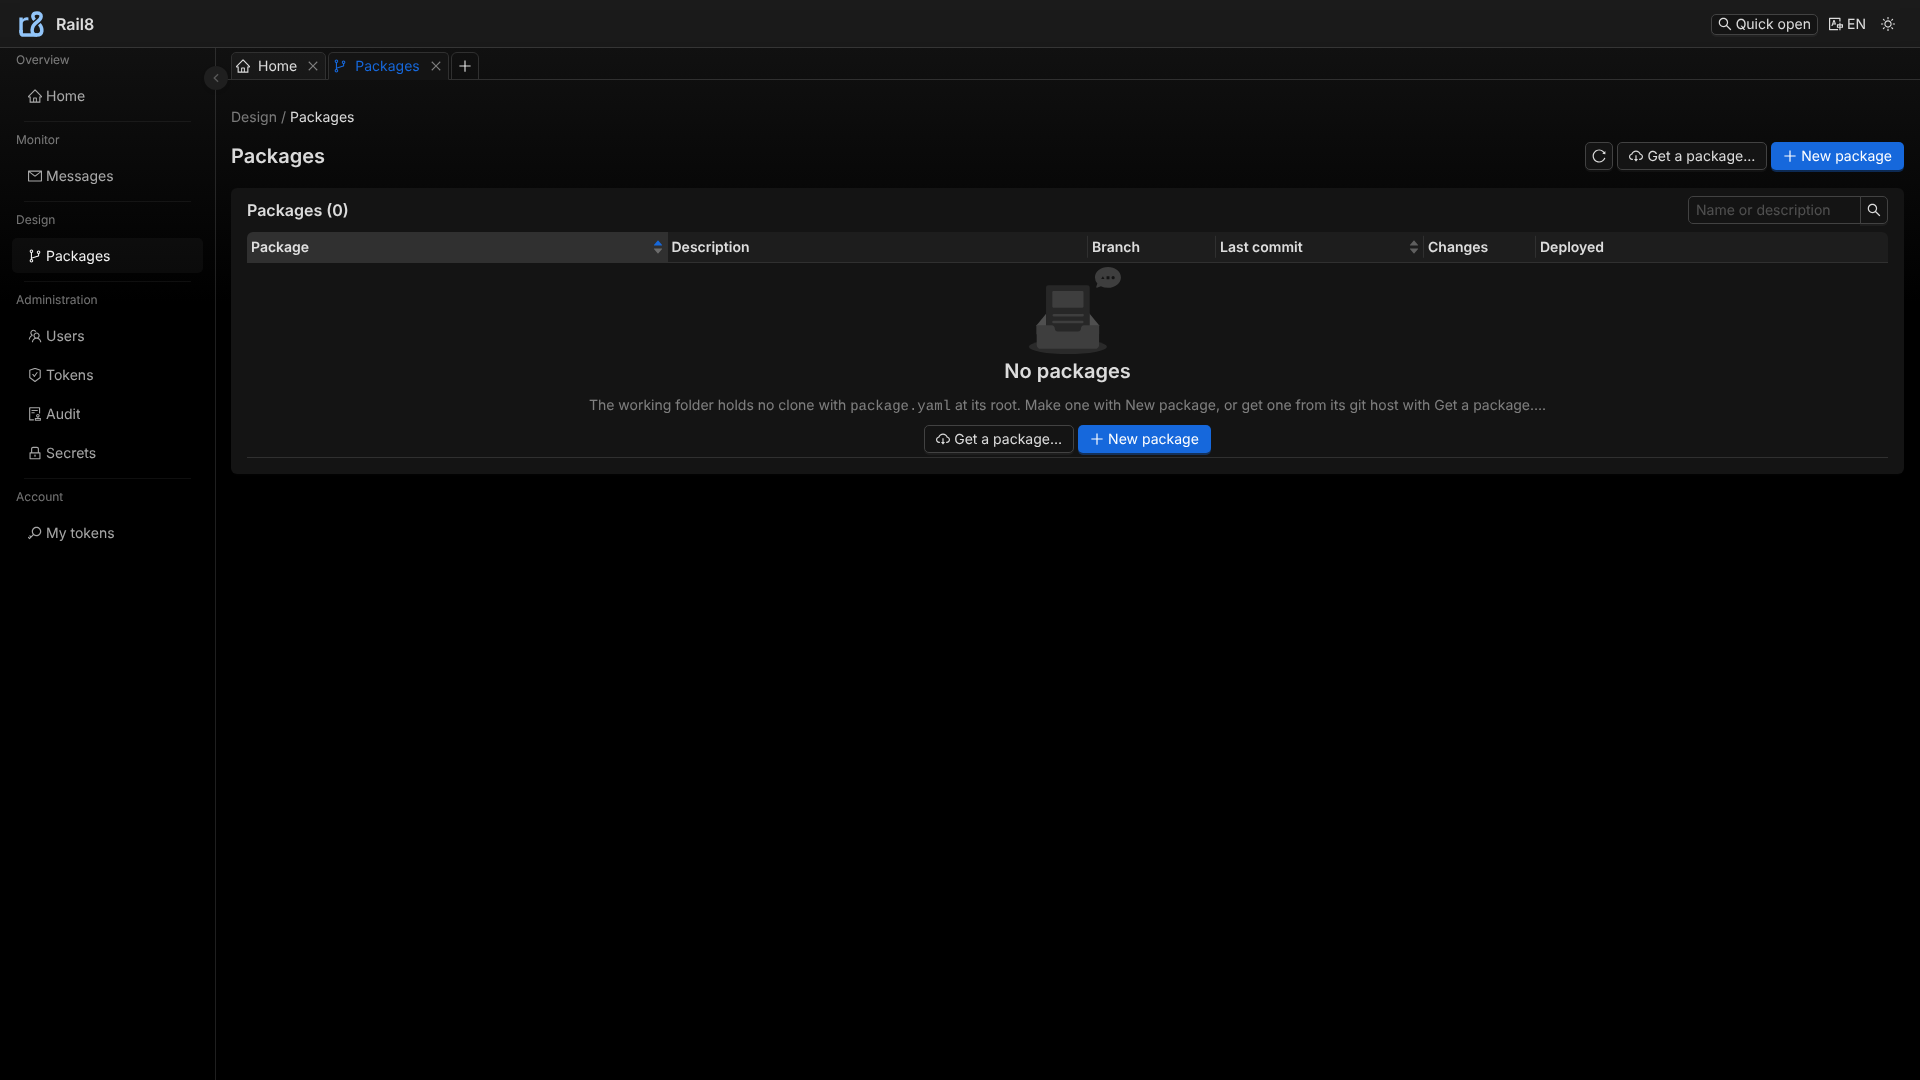 Rail8
Quick open
EN
Overview
Home
Monitor
Messages
Design
Packages
Administration
Users
Tokens
Audit
Secrets
Account
My tokens
Home
Packages
Design / Packages
Packages
Get a package...
New package
Packages (0)
Name or description
Package
Description
Branch
Last commit
Changes
Deployed
No packages
The working folder holds no clone with package.yaml at its root. Make one with New package, or get one from its git host with Get a package....
Get a package...
New package